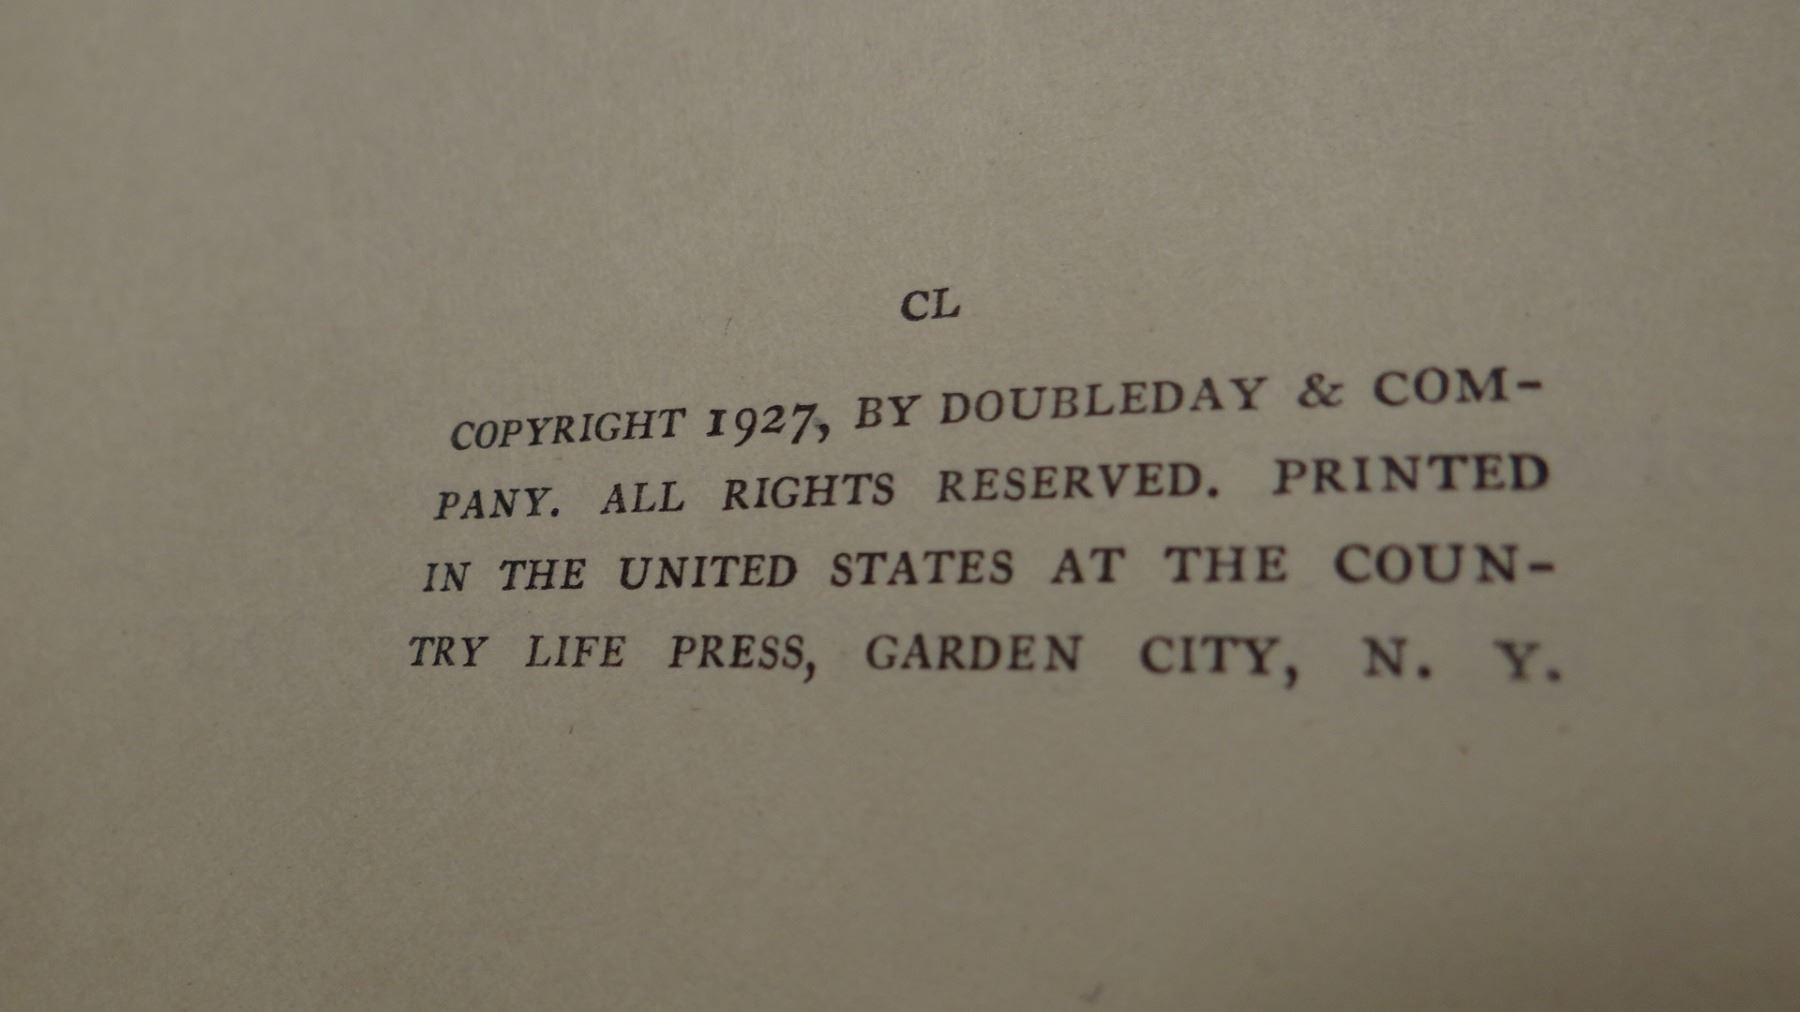 CL
COPYRIGHT 1927, BY DOUBLEDAY & COM-
PANY. ALL RIGHTS RESERVED. PRINTED
IN THE UNITED STATES AT THE COUN-
TRY LIFE PRESS, GARDEN CITY, N. Y.